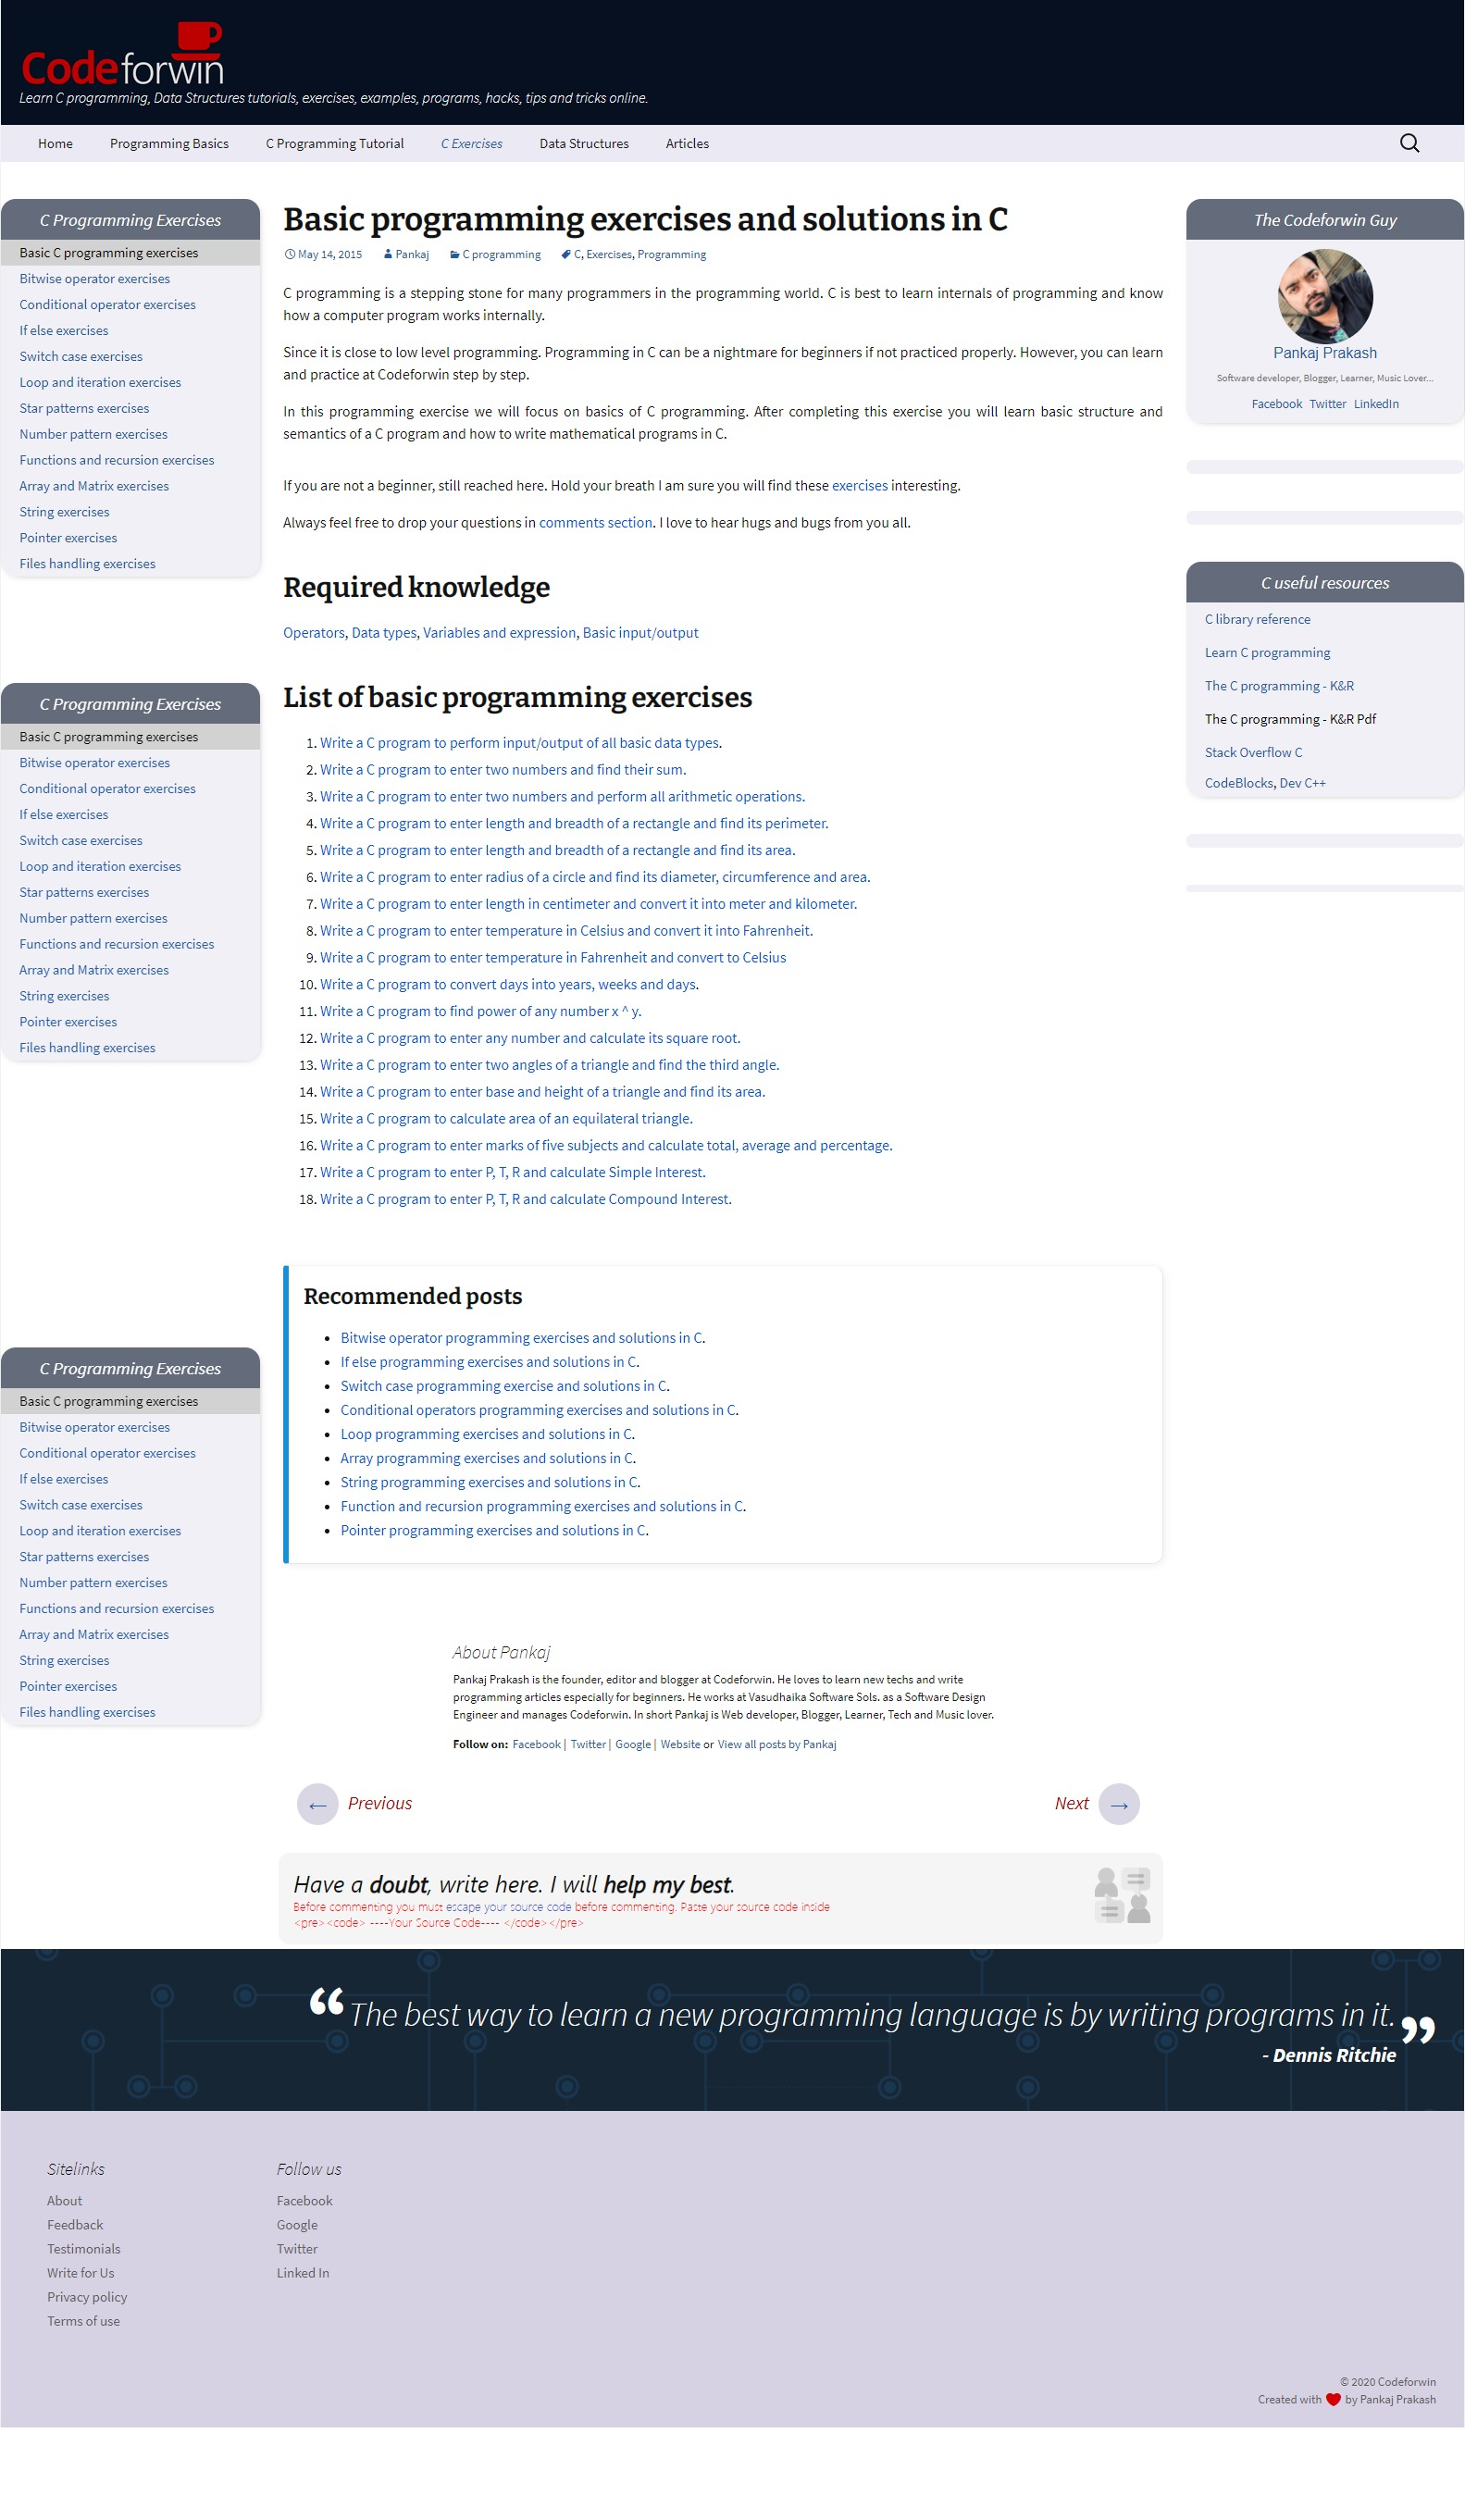 Codeforwin
Learn C programming, Data Structures tutorials, exercises, examples, programs, hacks, tips and tricks online.
Home Programming Basics C Programming Tutorial C Exercises Data Structures Articles
C Programming Exercises
Basic C programming exercises
Bitwise operator exercises
Conditional operator exercises
If else exercises
Switch case exercises
Loop and iteration exercises
Star patterns exercises
Number pattern exercises
Functions and recursion exercises
Array and Matrix exercises
String exercises
Pointer exercises
Files handling exercises
C Programming Exercises
Basic C programming exercises
Bitwise operator exercises
Conditional operator exercises
If else exercises
Switch case exercises
Loop and iteration exercises
Star patterns exercises
Number pattern exercises
Functions and recursion exercises
Array and Matrix exercises
String exercises
Pointer exercises
Files handling exercises
C Programming Exercises
Basic C programming exercises
Bitwise operator exercises
Conditional operator exercises
If else exercises
Switch case exercises
Loop and iteration exercises
Star patterns exercises
Number pattern exercises
Functions and recursion exercises
Array and Matrix exercises
String exercises
Pointer exercises
Files handling exercises
Basic programming exercises and solutions in C
May 14, 2015 Pankaj C programming C, Exercises, Programming
C programming is a stepping stone for many programmers in the programming world. C is best to learn internals of programming and know
how a computer program works internally.
Since it is close to low level programming. Programming in C can be a nightmare for beginners if not practiced properly. However, you can learn
and practice at Codeforwin step by step.
In this programming exercise we will focus on basics of C programming. After completing this exercise you will learn basic structure and
semantics of a C program and how to write mathematical programs in C.
If you are not a beginner, still reached here. Hold your breath I am sure you will find these exercises interesting.
Always feel free to drop your questions in comments section. I love to hear hugs and bugs from you all.
Required knowledge
Operators, Data types, Variables and expression, Basic input/output
List of basic programming exercises
1. Write a C program to perform input/output of all basic data types.
2. Write a C program to enter two numbers and find their sum.
3. Write a C program to enter two numbers and perform all arithmetic operations.
4. Write a C program to enter length and breadth of a rectangle and find its perimeter.
5. Write a C program to enter length and breadth of a rectangle and find its area.
6. Write a C program to enter radius of a circle and find its diameter, circumference and area.
7. Write a C program to enter length in centimeter and convert it into meter and kilometer.
8. Write a C program to enter temperature in Celsius and convert it into Fahrenheit.
9. Write a C program to enter temperature in Fahrenheit and convert to Celsius
10. Write a C program to convert days into years, weeks and days.
11. Write a C program to find power of any number x ^ y.
12. Write a C program to enter any number and calculate its square root.
13. Write a C program to enter two angles of a triangle and find the third angle.
14. Write a C program to enter base and height of a triangle and find its area.
15. Write a C program to calculate area of an equilateral triangle.
16. Write a C program to enter marks of five subjects and calculate total, average and percentage.
17. Write a C program to enter P, T, R and calculate Simple Interest.
18. Write a C program to enter P, T, R and calculate Compound Interest.
Recommended posts
• Bitwise operator programming exercises and solutions in C.
• If else programming exercises and solutions in C.
• Switch case programming exercise and solutions in C.
• Conditional operators programming exercises and solutions in C.
• Loop programming exercises and solutions in C.
• Array programming exercises and solutions in C.
• String programming exercises and solutions in C.
• Function and recursion programming exercises and solutions in C.
• Pointer programming exercises and solutions in C.
About Pankaj
Pankaj Prakash is the founder, editor and blogger at Codeforwin. He loves to learn new techs and write
programming articles especially for beginners. He works at Vasudhaika Software Sols. as a Software Design
Engineer and manages Codeforwin. In short Pankaj is Web developer, Blogger, Learner, Tech and Music lover.
Follow on: Facebook | Twitter | Google | Website or View all posts by Pankaj
← Previous Next →
Have a doubt, write here. I will help my best.
Before commenting you must escape your source code before commenting. Paste your source code inside
<pre><code> ----Your Source Code---- </code></pre>
The Codeforwin Guy
Pankaj Prakash
Software developer, Blogger, Learner, Music Lover...
Facebook Twitter LinkedIn
C useful resources
C library reference
Learn C programming
The C programming - K&R
The C programming - K&R Pdf
Stack Overflow C
CodeBlocks, Dev C++
“The best way to learn a new programming language is by writing programs in it.”
- Dennis Ritchie
Sitelinks
About
Feedback
Testimonials
Write for Us
Privacy policy
Terms of use
Follow us
Facebook
Google
Twitter
Linked In
© 2020 Codeforwin
Created with ❤ by Pankaj Prakash